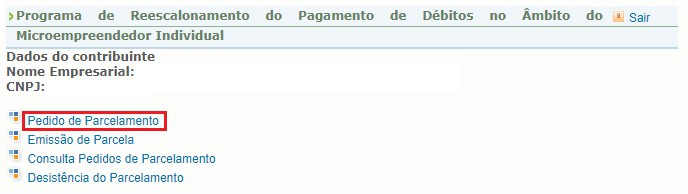 Programa de Reescalonamento do Pagamento de Débitos no Âmbito do Sair
Microempreendedor Individual
Dados do contribuinte
Nome Empresarial:
CNPJ:
Pedido de Parcelamento
Emissão de Parcela
Consulta Pedidos de Parcelamento
Desistência do Parcelamento